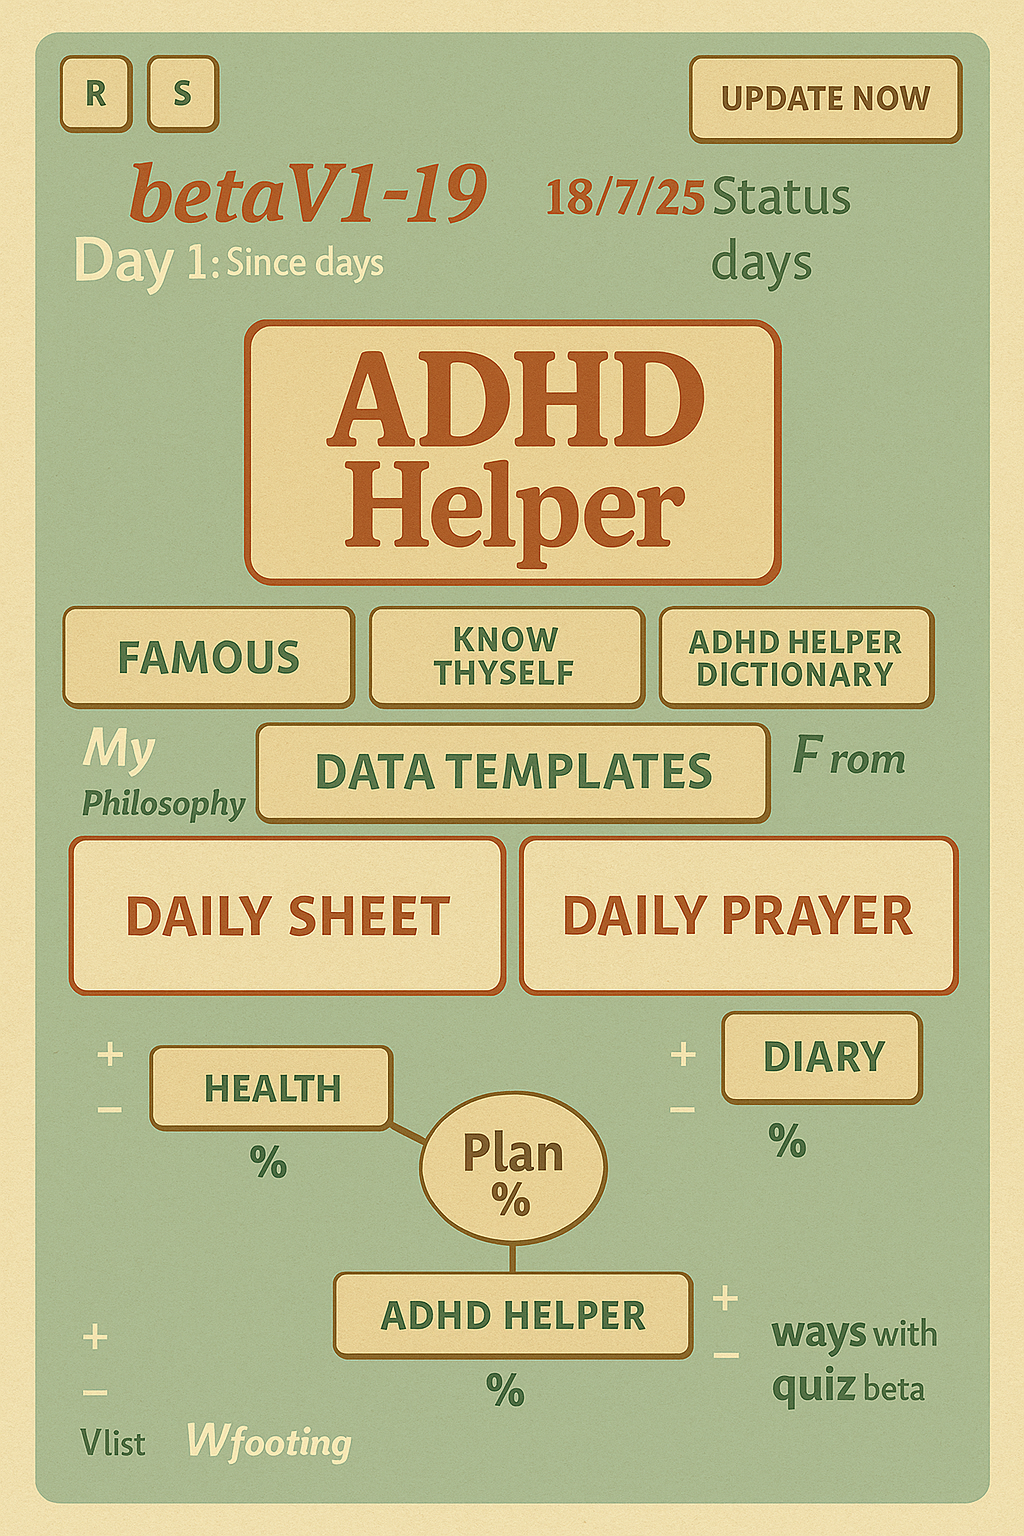 R S
UPDATE NOW
betaV1-19
18/7/25 Status
days
Day 1: Since days
ADHD
Helper
FAMOUS
KNOW
THYSELF
ADHD HELPER
DICTIONARY
My
Philosophy
DATA TEMPLATES
From
DAILY SHEET
DAILY PRAYER
+
−
HEALTH
%
Plan
%
+
−
DIARY
%
ADHD HELPER
%
+
−
ways with
quiz beta
+
−
Vlist Wfooting